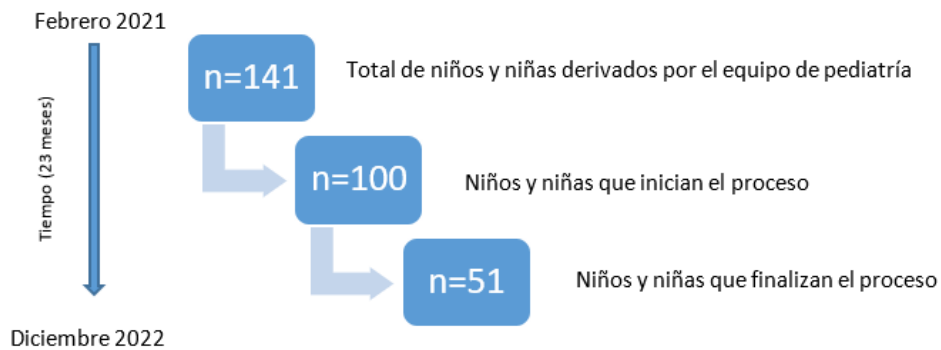 Febrero 2021
n=141
Total de niños y niñas derivados por el equipo de pediatría
Tiempo (23 meses)
n=100
Niños y niñas que inician el proceso
n=51
Niños y niñas que finalizan el proceso
Diciembre 2022